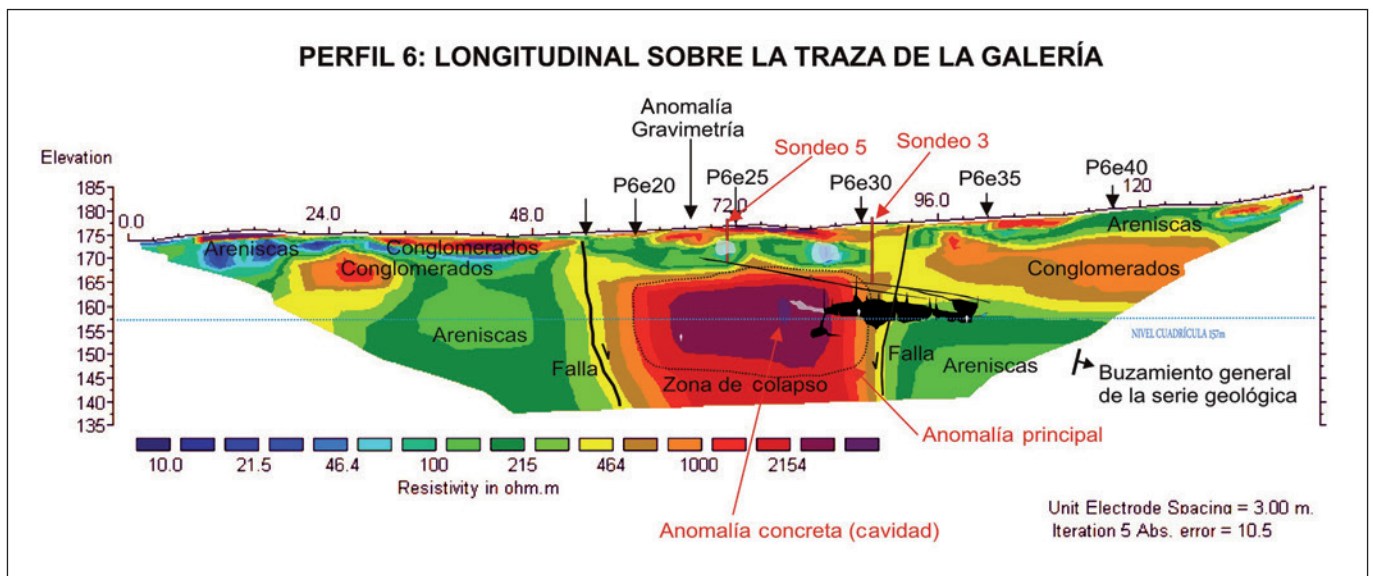 PERFIL 6: LONGITUDINAL SOBRE LA TRAZA DE LA GALERÍA
Anomalía
Gravimetría
Sondeo 5
Sondeo 3
Elevation
P6e20
P6e25
P6e30
P6e35
P6e40
185
180
175
170
165
160
155
150
145
140
135
0.0
24.0
48.0
72.0
96.0
120
Areniscas
Conglomerados
Conglomerados
Areniscas
Conglomerados
Areniscas
NIVEL CUADRÍCULA 157m
Falla
Zona de colapso
Falla
Areniscas
Buzamiento general
de la serie geológica
Anomalía principal
10.0
21.5
46.4
100
215
464
1000
2154
Resistivity in ohm.m
Anomalía concreta (cavidad)
Unit Electrode Spacing = 3.00 m.
Iteration 5 Abs. error = 10.5